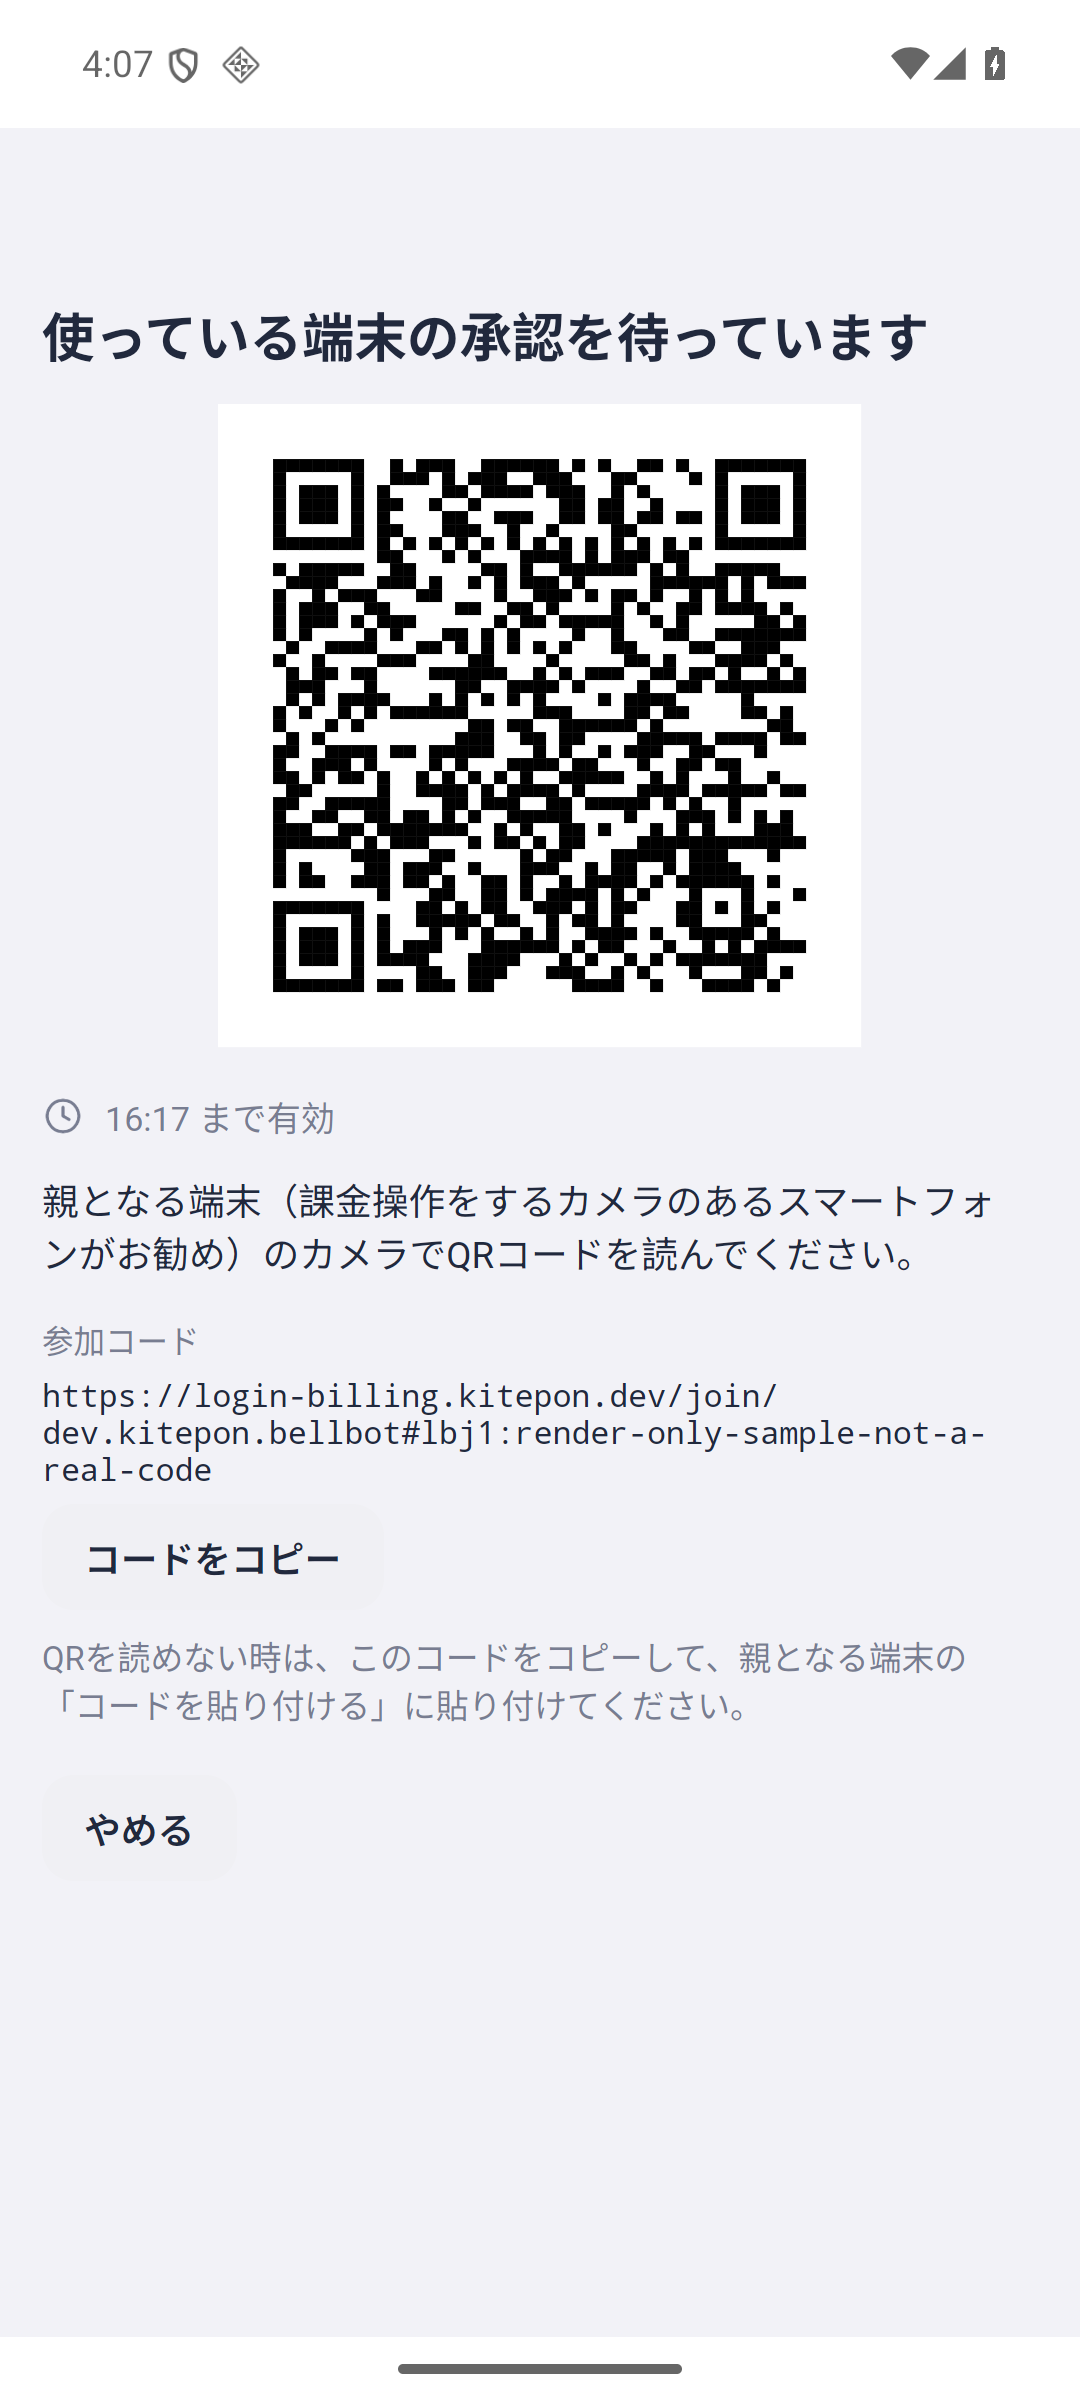 4:07
使っている端末の承認を待っています
16:17 まで有効
親となる端末（課金操作をするカメラのあるスマートフォ
ンがお勧め）のカメラでQRコードを読んでください。
参加コード
https://login-billing.kitepon.dev/join/
dev.kitepon.bellbot#lbj1:render-only-sample-not-a-
real-code
コードをコピー
QRを読めない時は、このコードをコピーして、親となる端末の
「コードを貼り付ける」に貼り付けてください。
やめる